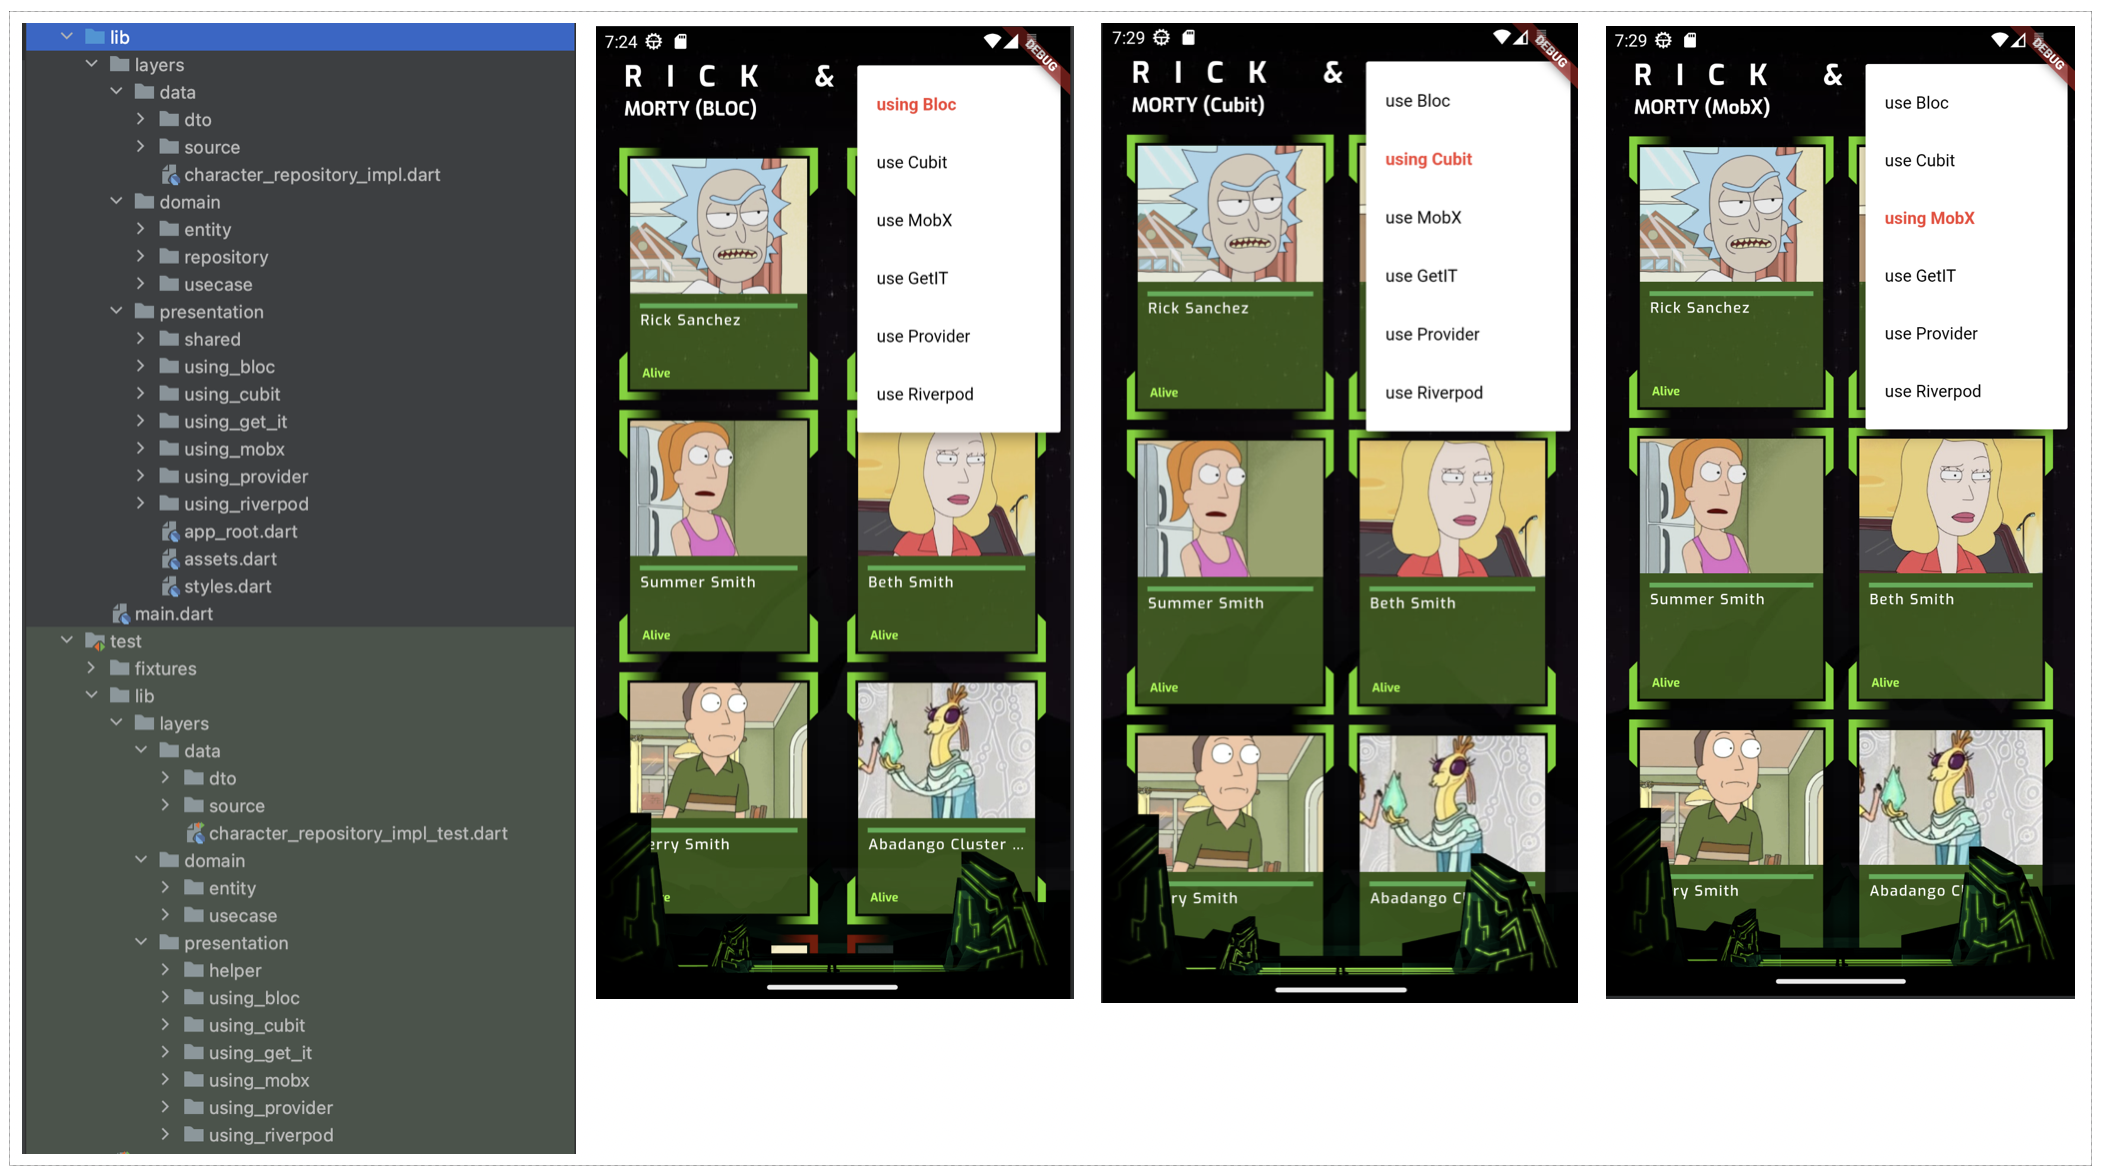 lib
layers
data
dto
source
character_repository_impl.dart
domain
entity
repository
usecase
presentation
shared
using_bloc
using_cubit
using_get_it
using_mobx
using_provider
using_riverpod
app_root.dart
assets.dart
styles.dart
main.dart
test
fixtures
lib
layers
data
dto
source
character_repository_impl_test.dart
domain
entity
usecase
presentation
helper
using_bloc
using_cubit
using_get_it
using_mobx
using_provider
using_riverpod
7:24
DEBUG
RICK &
MORTY (BLOC)
using Bloc
use Cubit
use MobX
use GetIT
use Provider
use Riverpod
Rick Sanchez
Alive
Summer Smith
Beth Smith
Alive
Alive
erry Smith
Abadango Cluster ...
e
Alive
7:29
DEBUG
RICK &
MORTY (Cubit)
use Bloc
using Cubit
use MobX
use GetIT
use Provider
use Riverpod
Rick Sanchez
Alive
Summer Smith
Beth Smith
Alive
Alive
ry Smith
Abadango Cl
7:29
DEBUG
RICK &
MORTY (MobX)
use Bloc
use Cubit
using MobX
use GetIT
use Provider
use Riverpod
Rick Sanchez
Alive
Summer Smith
Beth Smith
Alive
Alive
ry Smith
Abadango Cl